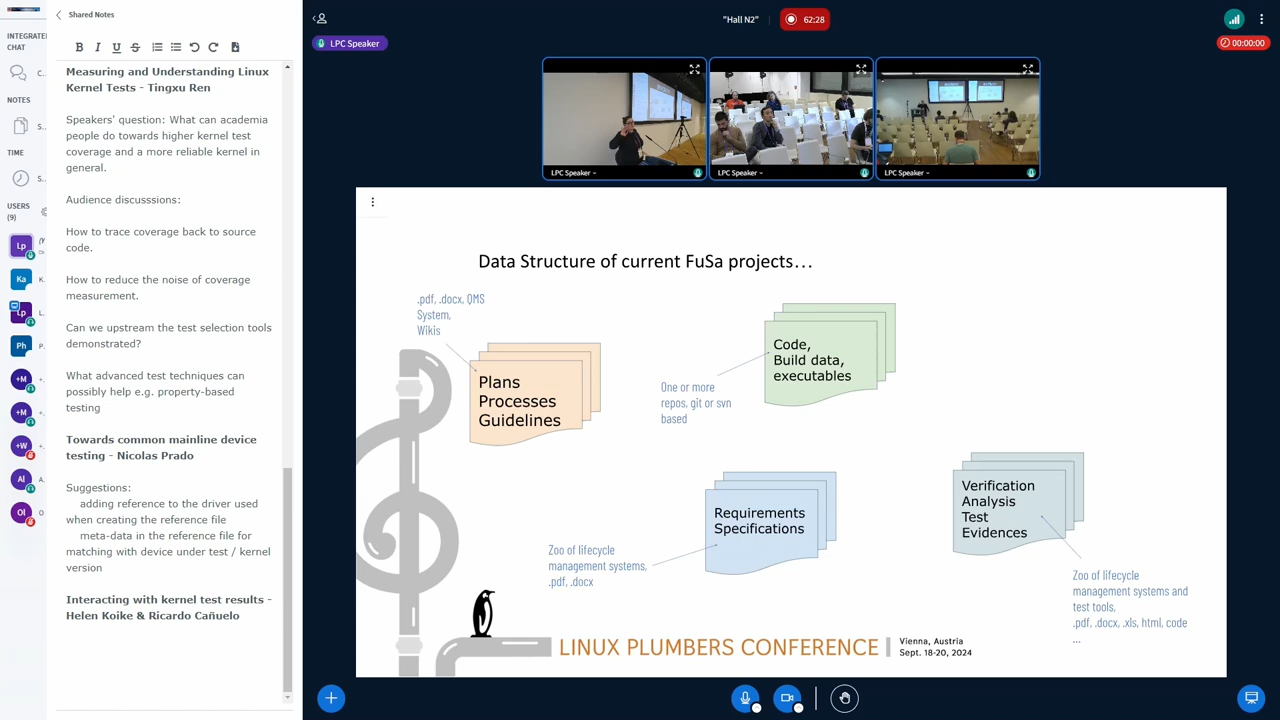 INTEGRATE
CHAT
C..
NOTES
S..
TIME
S..
USERS
(9)
Lp
Ka
K.
Lp
L.
Ph
P..
+M
+.
+M
+.
+W
+.
Al
A.
Ol
O.
Shared Notes
B I U S
Measuring and Understanding Linux
Kernel Tests - Tingxu Ren
Speakers' question: What can academia
people do towards higher kernel test
coverage and a more reliable kernel in
general.
Audience discusssions:
How to trace coverage back to source
code.
How to reduce the noise of coverage
measurement.
Can we upstream the test selection tools
demonstrated?
What advanced test techniques can
possibly help e.g. property-based
testing
Towards common mainline device
testing - Nicolas Prado
Suggestions:
adding reference to the driver used
when creating the reference file
meta-data in the reference file for
matching with device under test / kernel
version
Interacting with kernel test results -
Helen Koike & Ricardo Cañuelo
"Hall N2"
62:28
LPC Speaker
00:00:00
LPC Speaker
LPC Speaker
LPC Speaker
Data Structure of current FuSa projects...
.pdf, .docx, QMS
System,
Wikis
Plans
Processes
Guidelines
Code,
Build data,
executables
One or more
repos, git or svn
based
Requirements
Specifications
Zoo of lifecycle
management systems,
.pdf, .docx
Verification
Analysis
Test
Evidences
Zoo of lifecycle
management systems and
test tools,
.pdf, .docx, .xls, html, code
...
LINUX PLUMBERS CONFERENCE
Vienna, Austria
Sept. 18-20, 2024